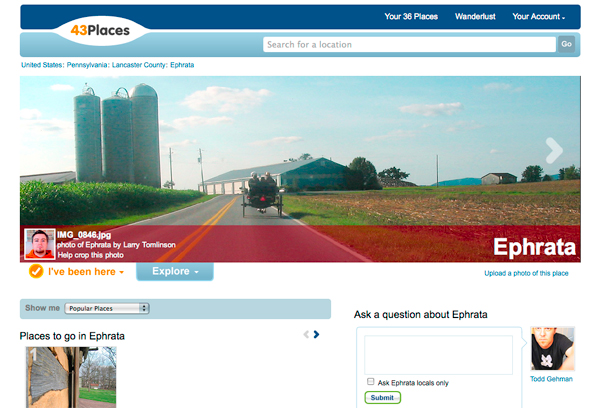 Your 36 Places Wanderlust Your Account
43Places
Search for a location Go
United States: Pennsylvania: Lancaster County: Ephrata
IMG_0846.jpg
photo of Ephrata by Larry Tomlinson
Help crop this photo
Ephrata
I've been here Explore
Upload a photo of this place
Show me Popular Places
Ask a question about Ephrata
Places to go in Ephrata
Todd Gehman
Ask Ephrata locals only
Submit